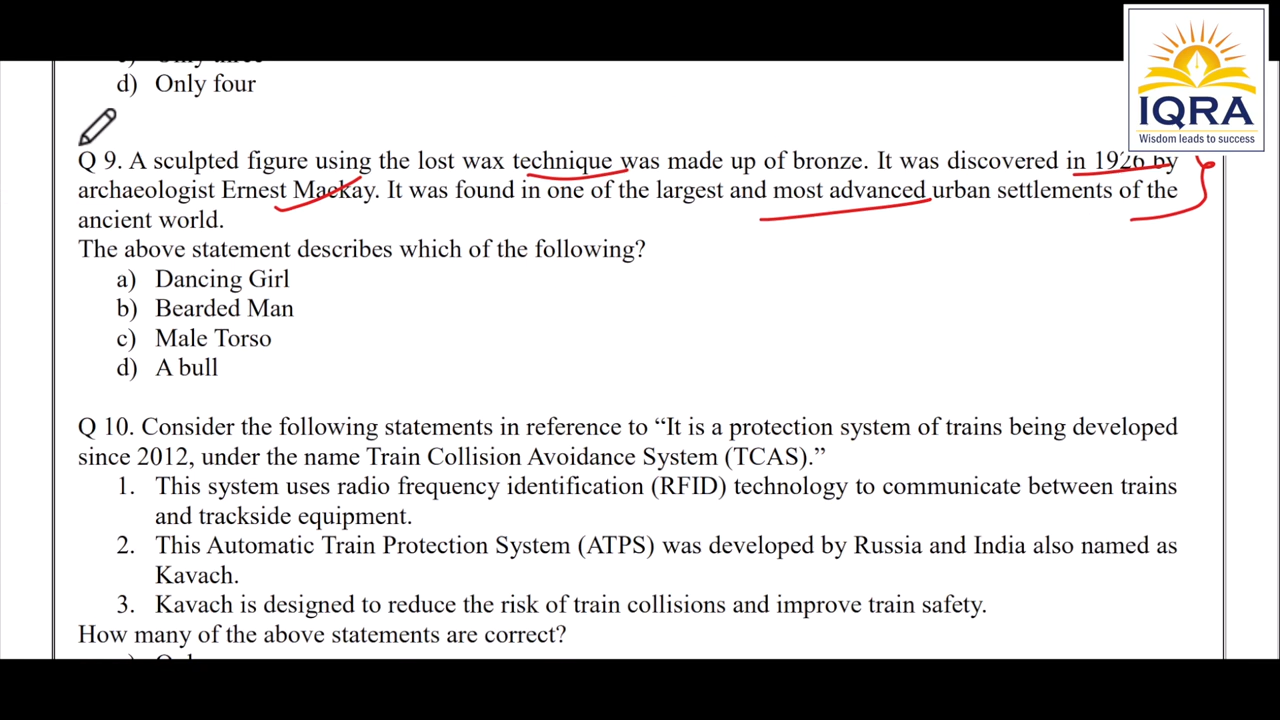 d) Only four
IQRA
Wisdom leads to success
Q 9. A sculpted figure using the lost wax technique was made up of bronze. It was discovered in 1926 by
archaeologist Ernest Mackay. It was found in one of the largest and most advanced urban settlements of the
ancient world.
The above statement describes which of the following?
a) Dancing Girl
b) Bearded Man
c) Male Torso
d) A bull
Q 10. Consider the following statements in reference to “It is a protection system of trains being developed
since 2012, under the name Train Collision Avoidance System (TCAS).”
1. This system uses radio frequency identification (RFID) technology to communicate between trains
and trackside equipment.
2. This Automatic Train Protection System (ATPS) was developed by Russia and India also named as
Kavach.
3. Kavach is designed to reduce the risk of train collisions and improve train safety.
How many of the above statements are correct?